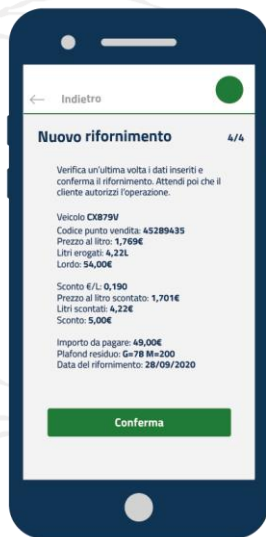 ← Indietro
Nuovo rifornimento 4/4
Verifica un'ultima volta i dati inseriti e
conferma il rifornimento. Attendi poi che il
cliente autorizzi l'operazione.
Veicolo CX879V
Codice punto vendita: 45289435
Prezzo al litro: 1,769€
Litri erogati: 4,22L
Lordo: 54,00€
Sconto €/L: 0,190
Prezzo al litro scontato: 1,701€
Litri scontati: 4,22€
Sconto: 5,00€
Importo da pagare: 49,00€
Plafond residuo: G=78 M=200
Data del rifornimento: 28/09/2020
Conferma